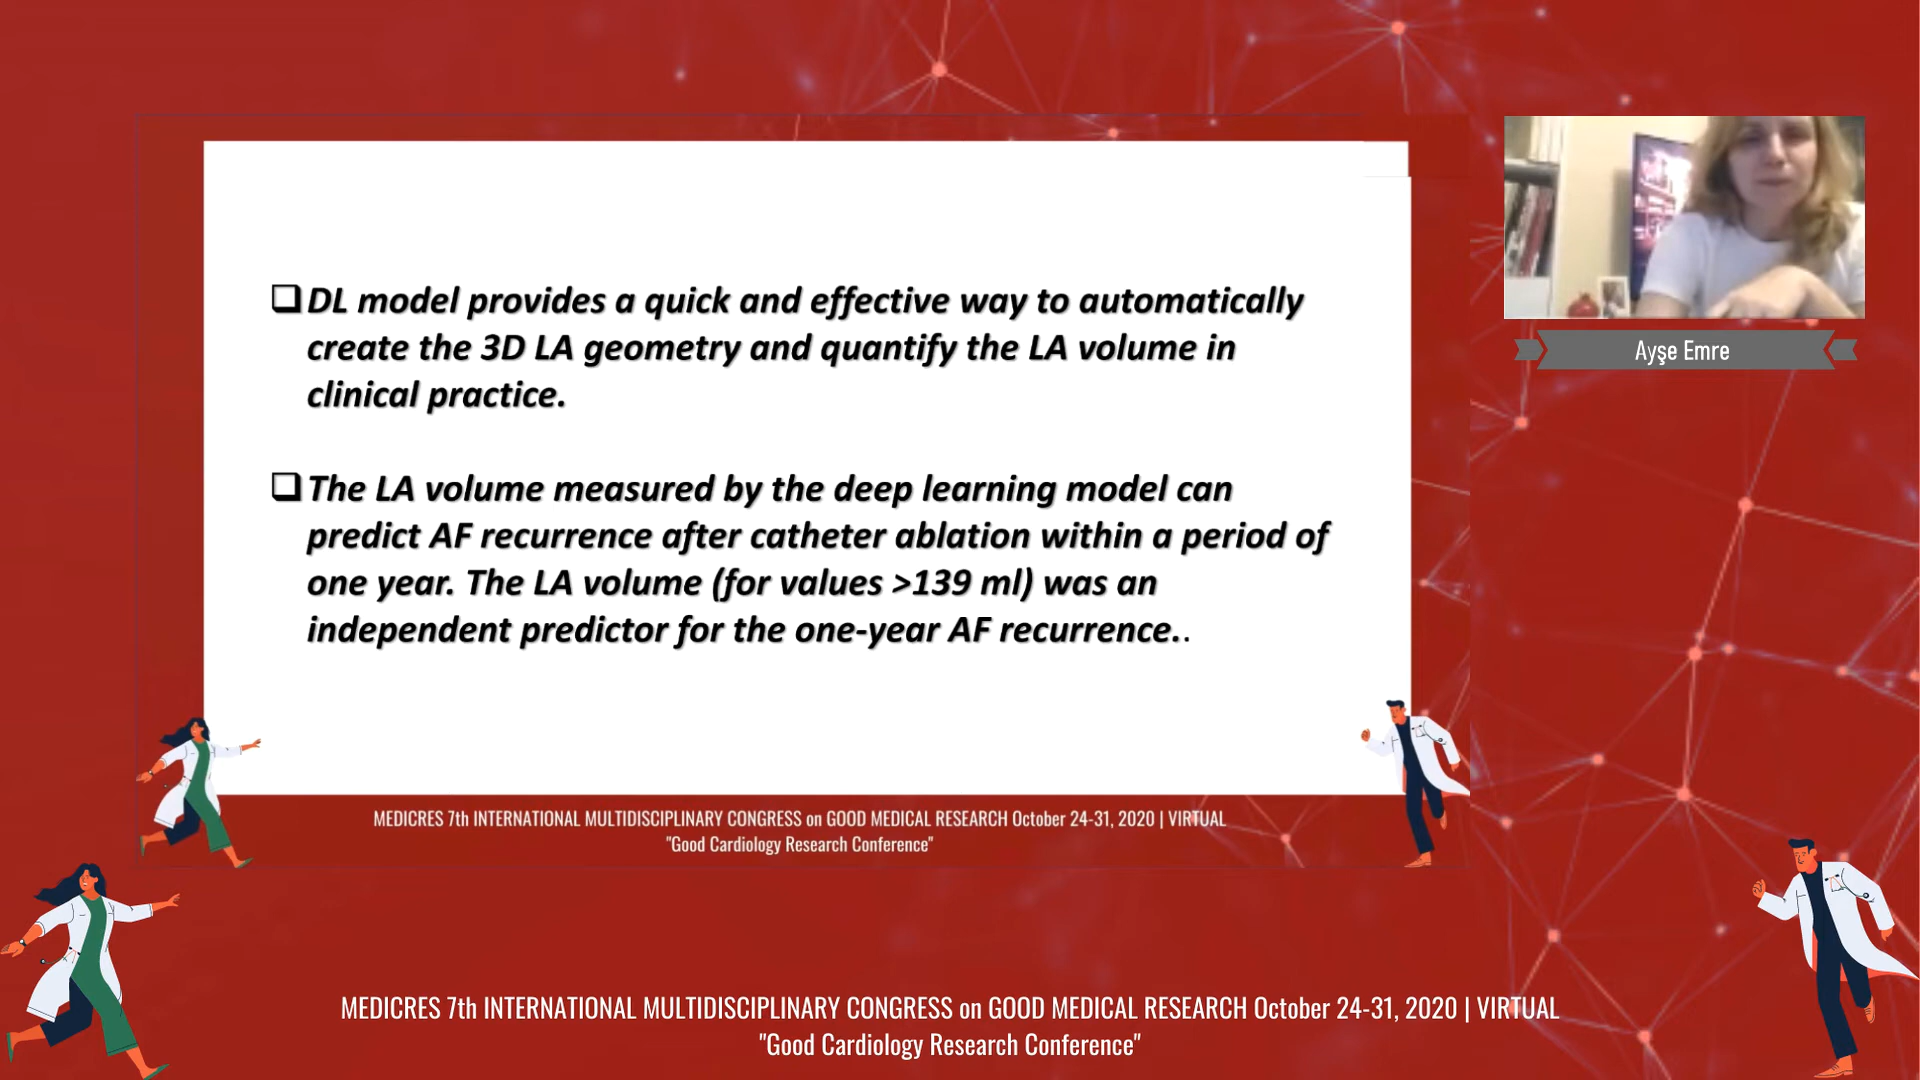 ❑DL model provides a quick and effective way to automatically
create the 3D LA geometry and quantify the LA volume in
clinical practice.
❑The LA volume measured by the deep learning model can
predict AF recurrence after catheter ablation within a period of
one year. The LA volume (for values >139 ml) was an
independent predictor for the one-year AF recurrence..
Ayşe Emre
MEDICRES 7th INTERNATIONAL MULTIDISCIPLINARY CONGRESS on GOOD MEDICAL RESEARCH October 24-31, 2020 | VIRTUAL
"Good Cardiology Research Conference"
MEDICRES 7th INTERNATIONAL MULTIDISCIPLINARY CONGRESS on GOOD MEDICAL RESEARCH October 24-31, 2020 | VIRTUAL
"Good Cardiology Research Conference"